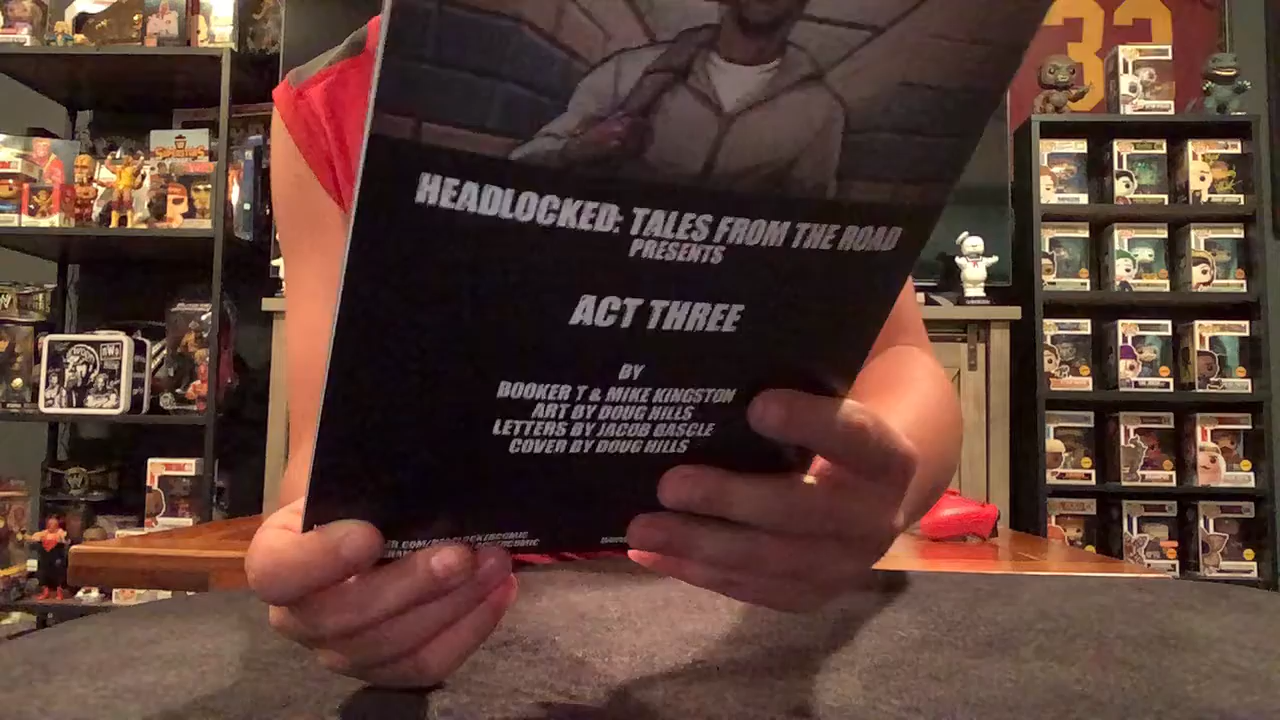 HEADLOCKED: TALES FROM THE ROAD
PRESENTS
ACT THREE
BY
BOOKER T & MIKE KINGSTON
ART BY DOUG HILLS
LETTERS BY JACOB BASCLE
COVER BY DOUG HILLS
32